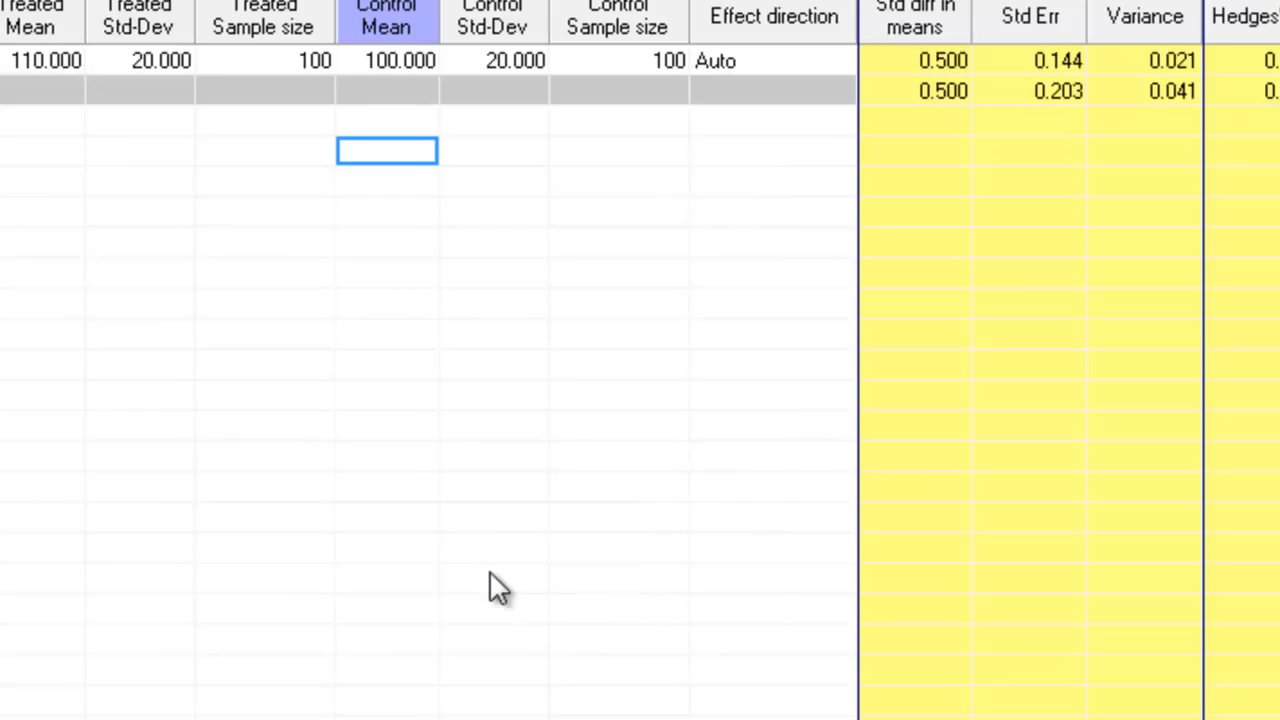 Treated Treated Treated Control Control Control Effect direction Std diff in Std Err Variance Hedges'
Mean Std-Dev Sample size Mean Std-Dev Sample size means
110.000 20.000 100 100.000 20.000 100 Auto 0.500 0.144 0.021 0.
0.500 0.203 0.041 0.